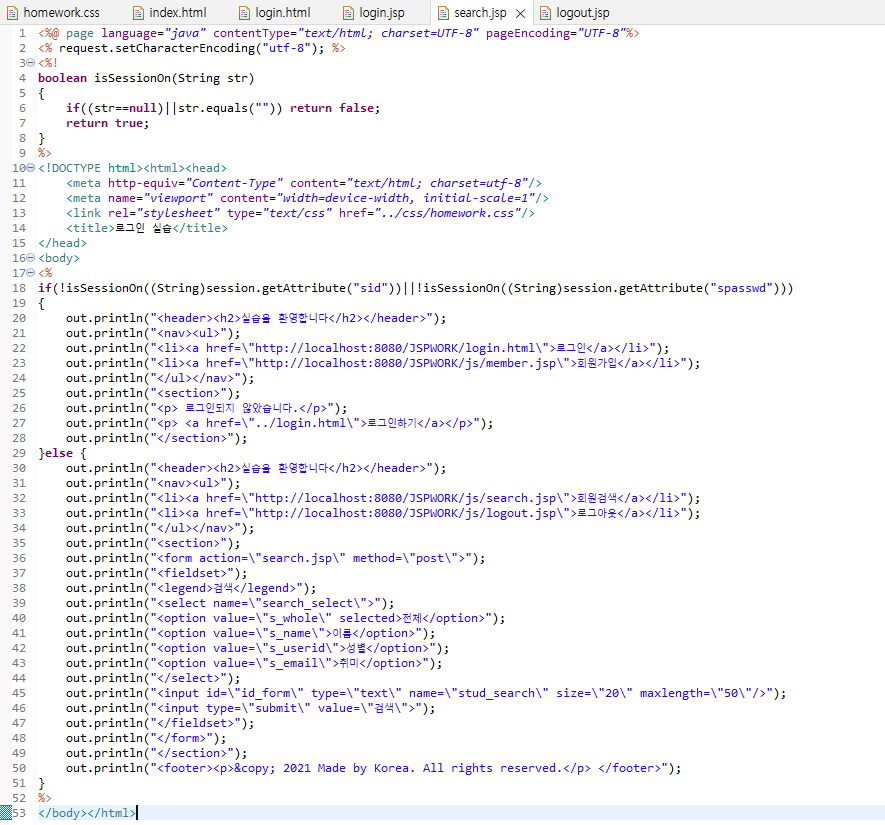 homework.css index.html login.html login.jsp search.jsp logout.jsp
1 <%@ page language="java" contentType="text/html; charset=UTF-8" pageEncoding="UTF-8"%>
2 <% request.setCharacterEncoding("utf-8"); %>
3 <%!
4 boolean isSessionOn(String str)
5 {
6     if((str==null)||str.equals("")) return false;
7     return true;
8 }
9 %>
10 <!DOCTYPE html><html><head>
11     <meta http-equiv="Content-Type" content="text/html; charset=utf-8"/>
12     <meta name="viewport" content="width=device-width, initial-scale=1"/>
13     <link rel="stylesheet" type="text/css" href="../css/homework.css"/>
14     <title>로그인 실습</title>
15 </head>
16 <body>
17 <%
18 if(!isSessionOn((String)session.getAttribute("sid"))||!isSessionOn((String)session.getAttribute("spasswd")))
19 {
20     out.println("<header><h2>실습을 환영합니다</h2></header>");
21     out.println("<nav><ul>");
22     out.println("<li><a href=\"http://localhost:8080/JSPWORK/login.html\">로그인</a></li>");
23     out.println("<li><a href=\"http://localhost:8080/JSPWORK/js/member.jsp\">회원가입</a></li>");
24     out.println("</ul></nav>");
25     out.println("<section>");
26     out.println("<p> 로그인되지 않았습니다.</p>");
27     out.println("<p> <a href=\"../login.html\">로그인하기</a></p>");
28     out.println("</section>");
29 }else {
30     out.println("<header><h2>실습을 환영합니다</h2></header>");
31     out.println("<nav><ul>");
32     out.println("<li><a href=\"http://localhost:8080/JSPWORK/js/search.jsp\">회원검색</a></li>");
33     out.println("<li><a href=\"http://localhost:8080/JSPWORK/js/logout.jsp\">로그아웃</a></li>");
34     out.println("</ul></nav>");
35     out.println("<section>");
36     out.println("<form action=\"search.jsp\" method=\"post\">");
37     out.println("<fieldset>");
38     out.println("<legend>검색</legend>");
39     out.println("<select name=\"search_select\">");
40     out.println("<option value=\"s_whole\" selected>전체</option>");
41     out.println("<option value=\"s_name\">이름</option>");
42     out.println("<option value=\"s_userid\">성별</option>");
43     out.println("<option value=\"s_email\">취미</option>");
44     out.println("</select>");
45     out.println("<input id=\"id_form\" type=\"text\" name=\"stud_search\" size=\"20\" maxlength=\"50\"/>");
46     out.println("<input type=\"submit\" value=\"검색\">");
47     out.println("</fieldset>");
48     out.println("</form>");
49     out.println("</section>");
50     out.println("<footer><p>&copy; 2021 Made by Korea. All rights reserved.</p> </footer>");
51 }
52 %>
53 </body></html>